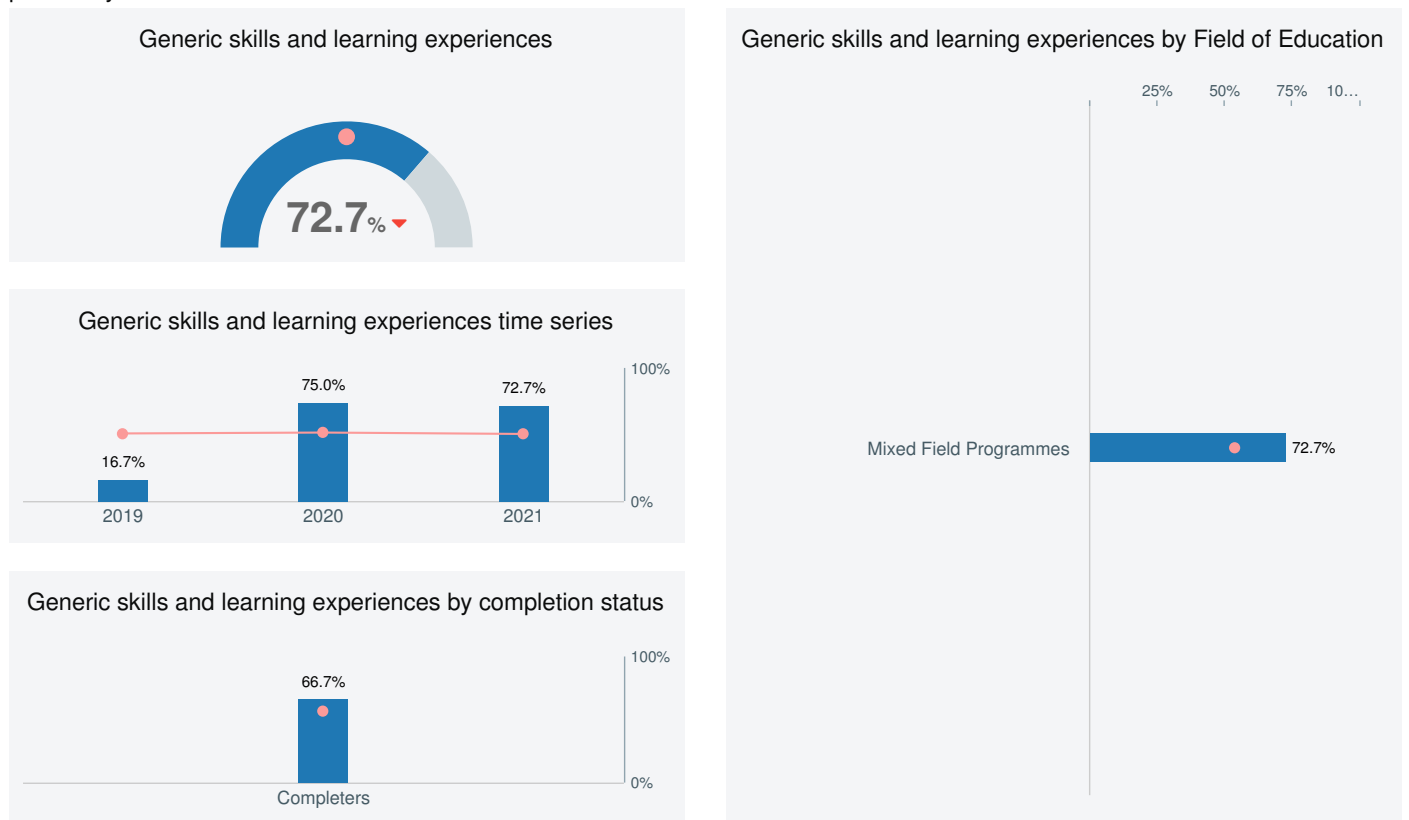 Generic skills and learning experiences
72.7%
Generic skills and learning experiences time series
100%
75.0%
72.7%
16.7%
0%
2019 2020 2021
Generic skills and learning experiences by completion status
100%
66.7%
0%
Completers
Generic skills and learning experiences by Field of Education
25% 50% 75% 10…
Mixed Field Programmes 72.7%